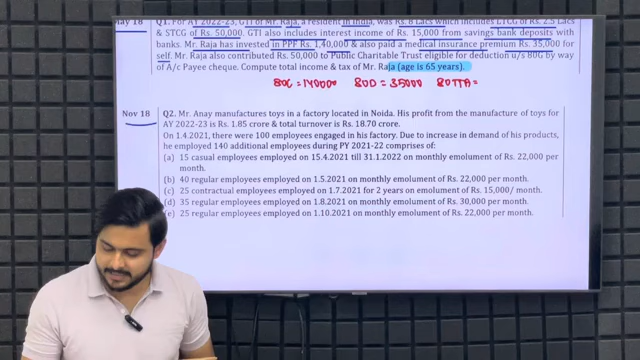 May 18
Q1. For AY 2022-23, GTI of Mr. Raja, a resident in India, was Rs. 8 Lacs which includes LTCG of Rs. 2.5 Lacs
& STCG of Rs. 50,000. GTI also includes interest income of Rs. 15,000 from savings bank deposits with
banks. Mr. Raja has invested in PPF Rs. 1,40,000 & also paid a medical insurance premium Rs. 35,000 for
self. Mr. Raja also contributed Rs. 50,000 to Public Charitable Trust eligible for deduction u/s 80G by way
of A/c Payee cheque. Compute total income & tax of Mr. Raja (age is 65 years).
80C = 140000 80D = 35000 80TTA =
Nov 18
Q2. Mr. Anay manufactures toys in a factory located in Noida. His profit from the manufacture of toys for
AY 2022-23 is Rs. 1.85 crore & total turnover is Rs. 18.70 crore.
On 1.4.2021, there were 100 employees engaged in his factory. Due to increase in demand of his products,
he employed 140 additional employees during PY 2021-22 comprises of:
(a) 15 casual employees employed on 15.4.2021 till 31.1.2022 on monthly emolument of Rs. 22,000 per
month.
(b) 40 regular employees employed on 1.5.2021 on monthly emolument of Rs. 22,000 per month.
(c) 25 contractual employees employed on 1.7.2021 for 2 years on emolument of Rs. 15,000/ month.
(d) 35 regular employees employed on 1.8.2021 on monthly emolument of Rs. 30,000 per month.
(e) 25 regular employees employed on 1.10.2021 on monthly emolument of Rs. 22,000 per month.